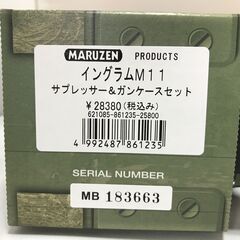 MARUZEN PRODUCTS
イングラムM11
サプレッサー&ガンケースセット
¥28380(税込み)
621085-861235-25800
4 992487 861235
SERIAL NUMBER
MB 183663